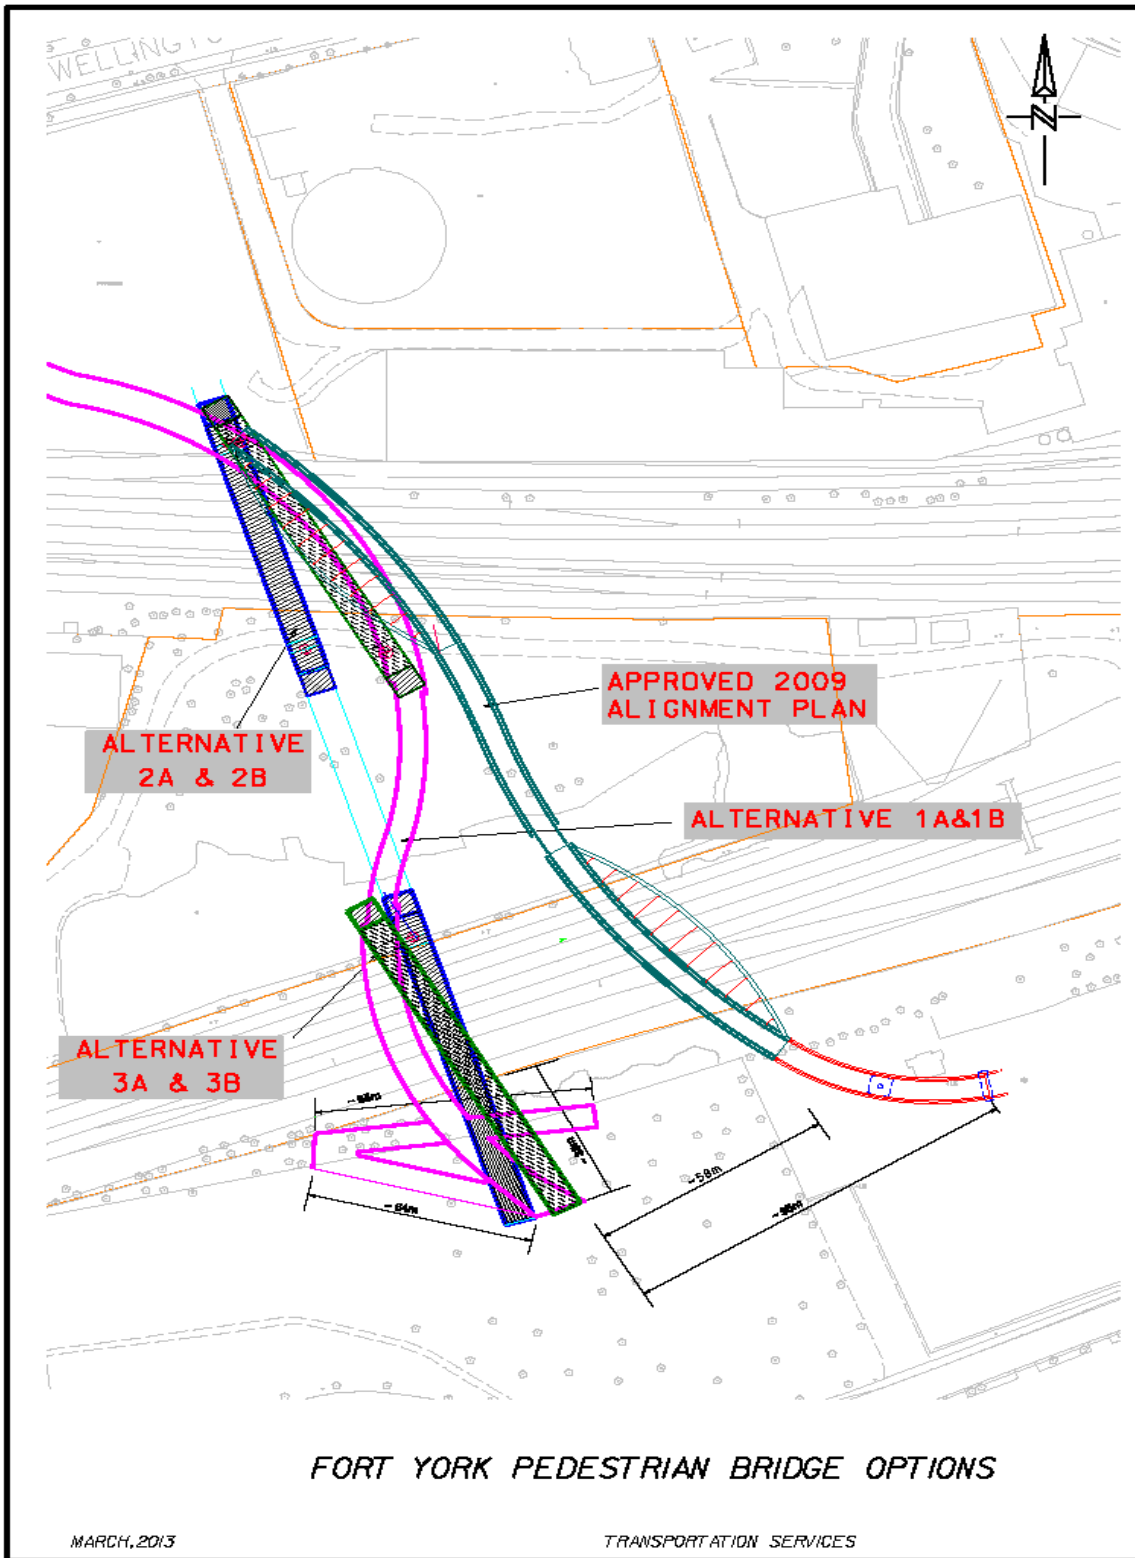 WELLINGTO
N
APPROVED 2009
ALIGNMENT PLAN
ALTERNATIVE
2A & 2B
ALTERNATIVE 1A&1B
ALTERNATIVE
3A & 3B
~58m
~64m
FORT YORK PEDESTRIAN BRIDGE OPTIONS
MARCH,2013
TRANSPORTATION SERVICES